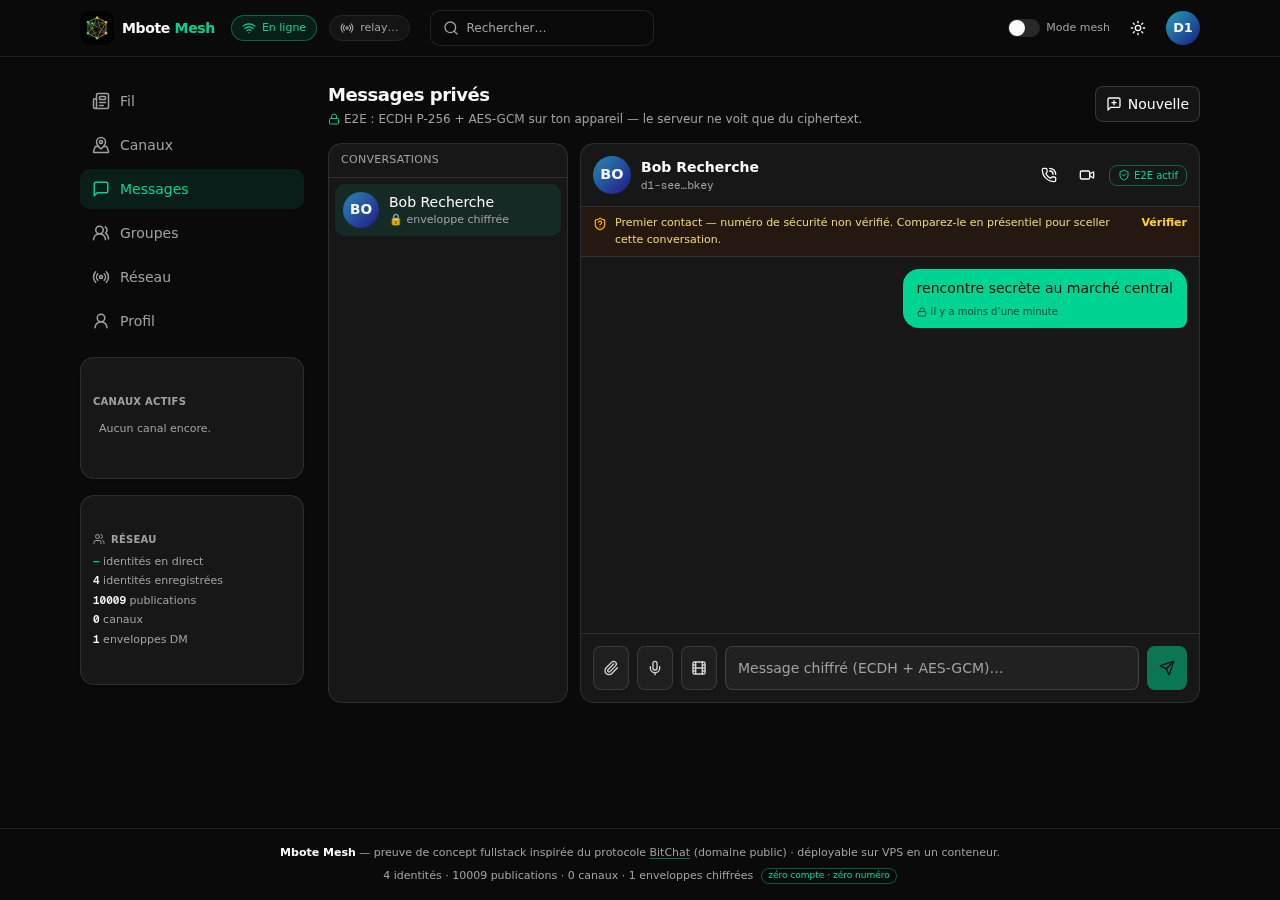 Mbote Mesh
En ligne
relay…
Rechercher…
Mode mesh
D1
Fil
Canaux
Messages
Groupes
Réseau
Profil
CANAUX ACTIFS
Aucun canal encore.
RÉSEAU
— identités en direct
4 identités enregistrées
10009 publications
0 canaux
1 enveloppes DM
Messages privés
E2E : ECDH P-256 + AES-GCM sur ton appareil — le serveur ne voit que du ciphertext.
Nouvelle
CONVERSATIONS
BO
Bob Recherche
🔒 enveloppe chiffrée
BO
Bob Recherche
d1-see…bkey
E2E actif
Premier contact — numéro de sécurité non vérifié. Comparez-le en présentiel pour sceller
cette conversation.
Vérifier
rencontre secrète au marché central
il y a moins d’une minute
Message chiffré (ECDH + AES-GCM)…
Mbote Mesh — preuve de concept fullstack inspirée du protocole BitChat (domaine public) · déployable sur VPS en un conteneur.
4 identités · 10009 publications · 0 canaux · 1 enveloppes chiffrées
zéro compte · zéro numéro